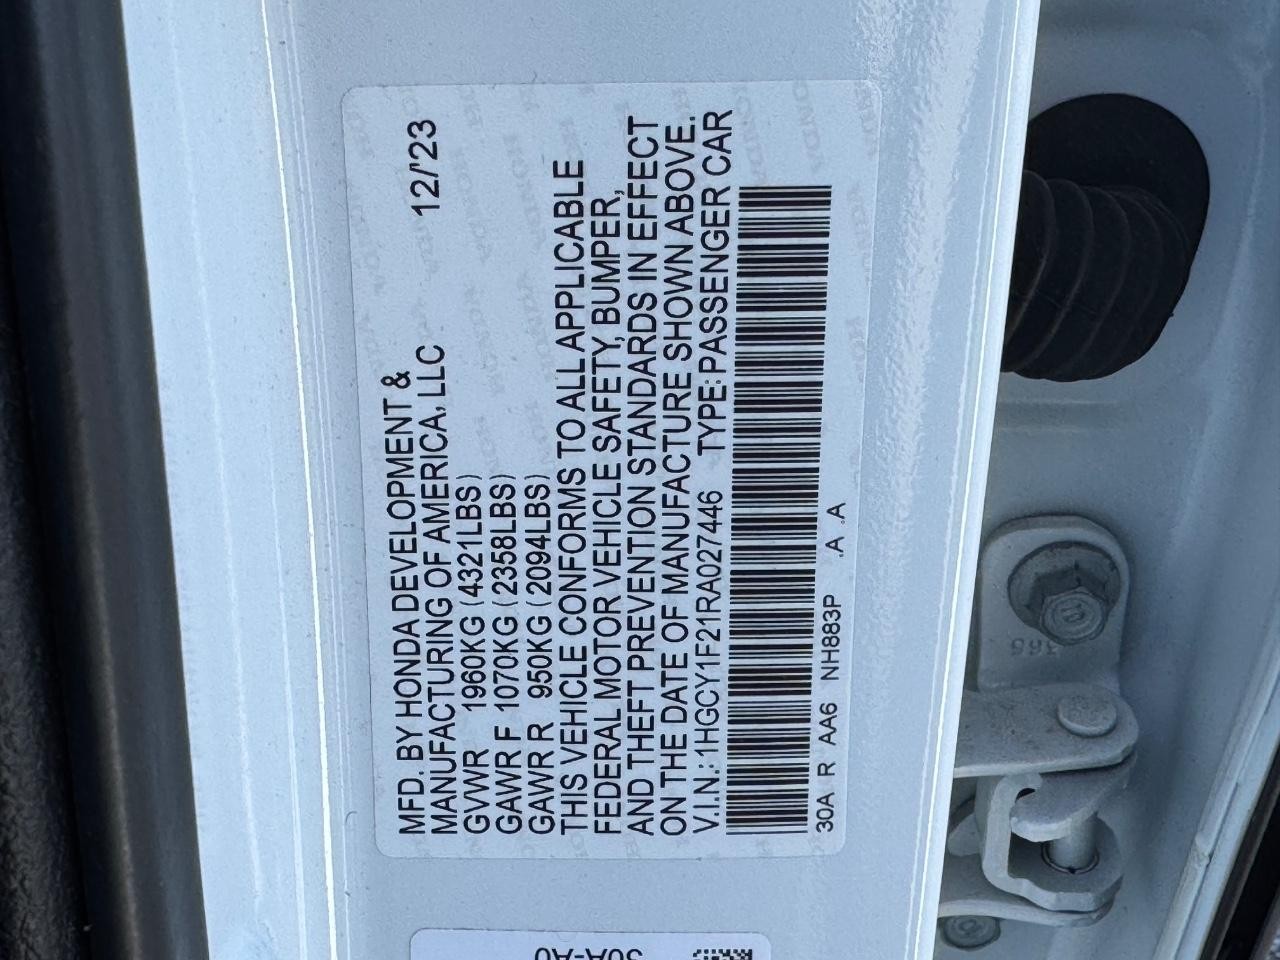 MFD. BY HONDA DEVELOPMENT &
MANUFACTURING OF AMERICA, LLC 12/'23
GVWR 1960KG (4321LBS)
GAWR F 1070KG (2358LBS)
GAWR R 950KG (2094LBS)
THIS VEHICLE CONFORMS TO ALL APPLICABLE
FEDERAL MOTOR VEHICLE SAFETY, BUMPER,
AND THEFT PREVENTION STANDARDS IN EFFECT
ON THE DATE OF MANUFACTURE SHOWN ABOVE.
V.I.N.: 1HGCY1F21RA027446 TYPE: PASSENGER CAR
30A R AA6 NH883P .A .A
365
30A-A0